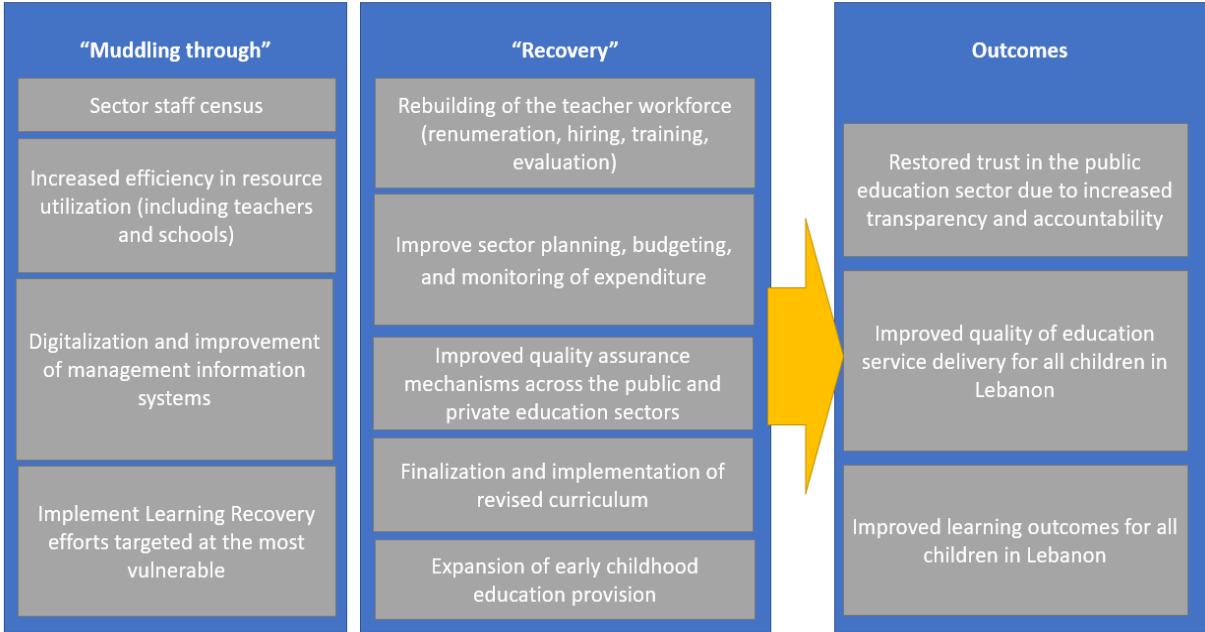 “Muddling through”
Sector staff census
Increased efficiency in resource
utilization (including teachers
and schools)
Digitalization and improvement
of management information
systems
Implement Learning Recovery
efforts targeted at the most
vulnerable
“Recovery”
Rebuilding of the teacher workforce
(renumeration, hiring, training,
evaluation)
Improve sector planning, budgeting,
and monitoring of expenditure
Improved quality assurance
mechanisms across the public and
private education sectors
Finalization and implementation of
revised curriculum
Expansion of early childhood
education provision
Outcomes
Restored trust in the public
education sector due to increased
transparency and accountability
Improved quality of education
service delivery for all children in
Lebanon
Improved learning outcomes for all
children in Lebanon